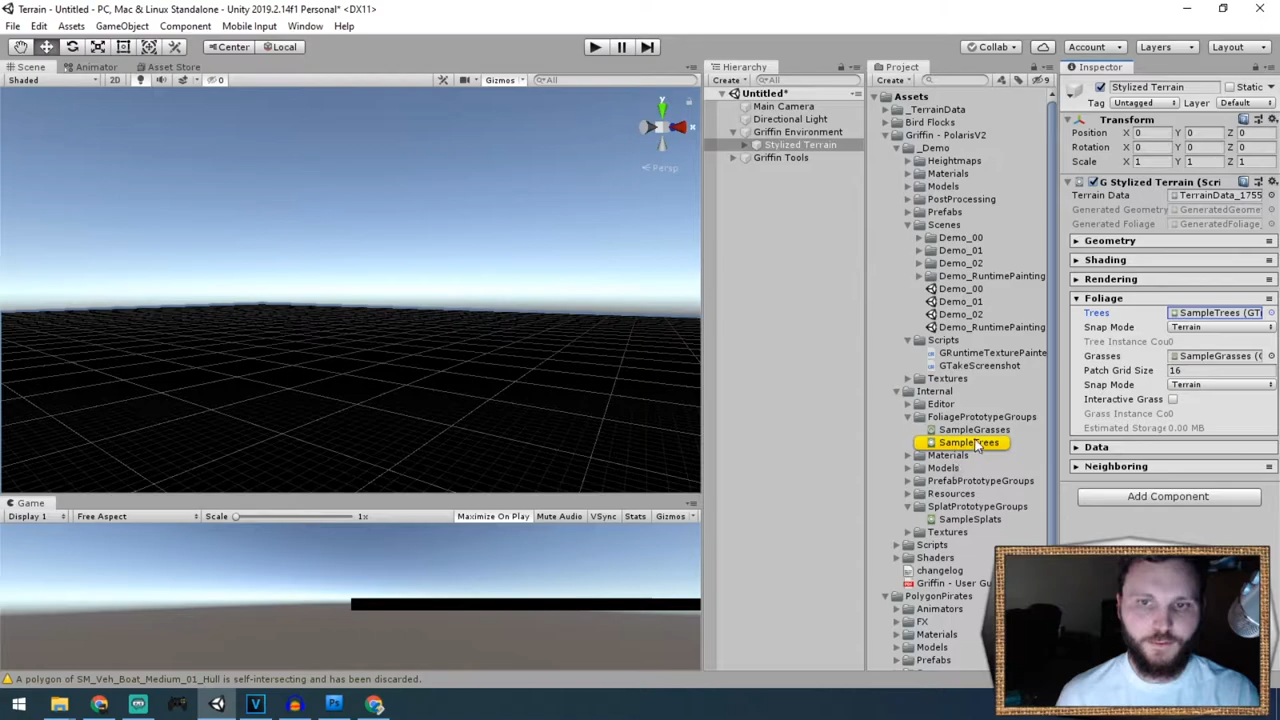 Terrain - Untitled - PC, Mac & Linux Standalone - Unity 2019.2.14f1 Personal* <DX11>
File Edit Assets GameObject Component Mobile Input Window Help
Center Local Collab Account Layers Layout
Scene Animator Asset Store
Shaded 2D 0 Gizmos All
y
x
Persp
Game
Display 1 Free Aspect Scale 1x Maximize On Play Mute Audio VSync Stats Gizmos
Hierarchy
Create All
Untitled*
Main Camera
Directional Light
Griffin Environment
Stylized Terrain
Griffin Tools
Project
Create 9
Assets
_TerrainData
Bird Flocks
Griffin - PolarisV2
_Demo
Heightmaps
Materials
Models
PostProcessing
Prefabs
Scenes
Demo_00
Demo_01
Demo_02
Demo_RuntimePainting
Demo_00
Demo_01
Demo_02
Demo_RuntimePainting
Scripts
GRuntimeTexturePainte
GTakeScreenshot
Textures
Internal
Editor
FoliagePrototypeGroups
SampleGrasses
SampleTrees
Materials
Models
PrefabPrototypeGroups
Resources
SplatPrototypeGroups
SampleSplats
Textures
Scripts
Shaders
changelog
Griffin - User Gu
PolygonPirates
Animators
FX
Materials
Models
Prefabs
Inspector
Stylized Terrain Static
Tag Untagged Layer Default
Transform
Position X 0 Y 0 Z 0
Rotation X 0 Y 0 Z 0
Scale X 1 Y 1 Z 1
G Stylized Terrain (Scri
Terrain Data TerrainData_1755
Generated Geometry GeneratedGeome
Generated Foliage GeneratedFoliage_
Geometry
Shading
Rendering
Foliage
Trees SampleTrees (GTi
Snap Mode Terrain
Tree Instance Cou0
Grasses SampleGrasses (
Patch Grid Size 16
Snap Mode Terrain
Interactive Grass
Grass Instance Co0
Estimated Storage0.00 MB
Data
Neighboring
Add Component
A polygon of SM_Veh_Boat_Medium_01_Hull is self-intersecting and has been discarded.